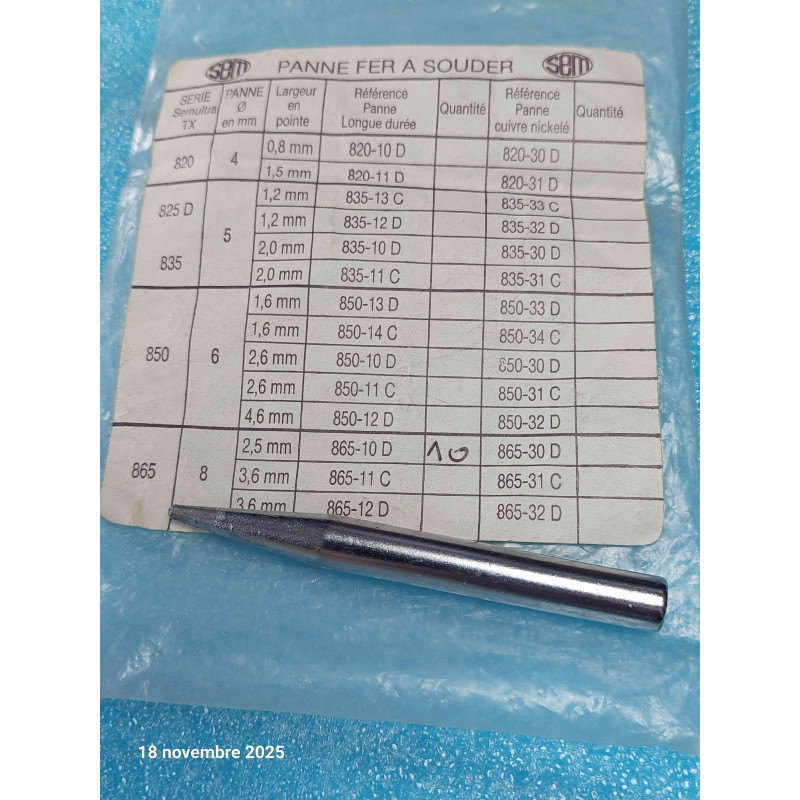 sem PANNE FER A SOUDER sem
SERIE Semultra TX PANNE Ø en mm Largeur en pointe Référence Panne Longue durée Quantité Référence Panne cuivre nickelé Quantité
820 4 0,8 mm 820-10 D 820-30 D
1,5 mm 820-11 D 820-31 D
825 D 5 1,2 mm 835-13 C 835-33 C
1,2 mm 835-12 D 835-32 D
835 2,0 mm 835-10 D 835-30 D
2,0 mm 835-11 C 835-31 C
850 6 1,6 mm 850-13 D 850-33 D
1,6 mm 850-14 C 850-34 C
2,6 mm 850-10 D 850-30 D
2,6 mm 850-11 C 850-31 C
4,6 mm 850-12 D 850-32 D
865 8 2,5 mm 865-10 D 10 865-30 D
3,6 mm 865-11 C 865-31 C
3,6 mm 865-12 D 865-32 D
18 novembre 2025